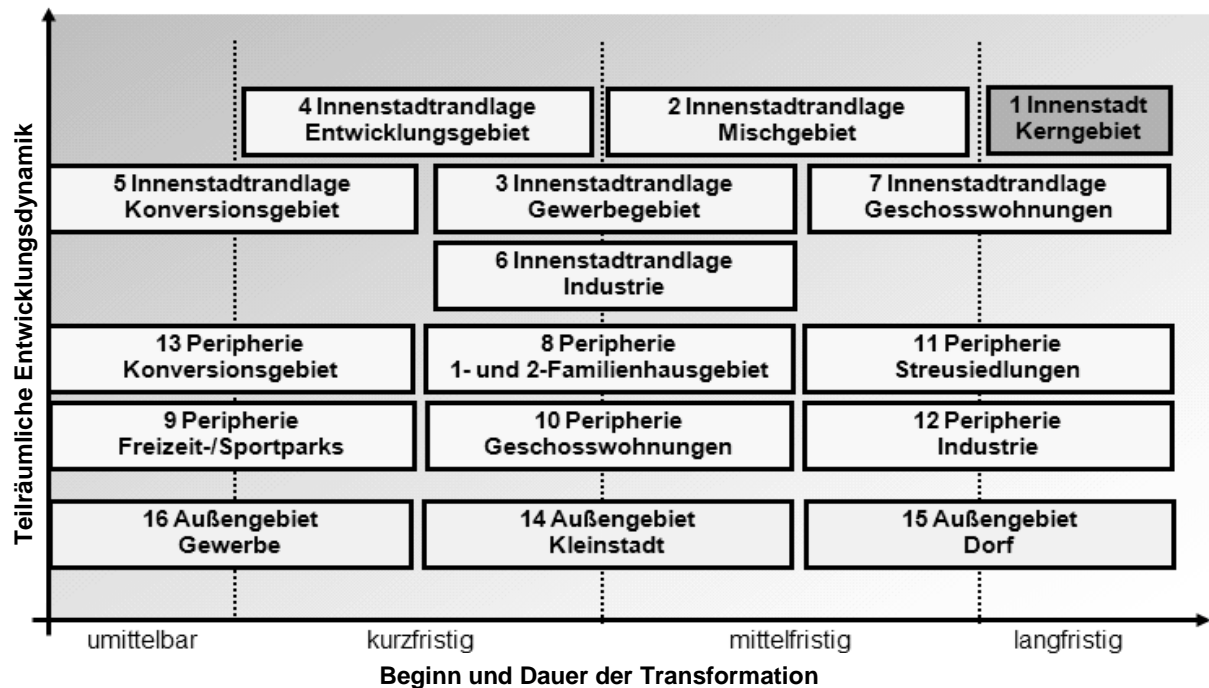 Teilräumliche Entwicklungsdynamik
4 Innenstadtrandlage
Entwicklungsgebiet
2 Innenstadtrandlage
Mischgebiet
1 Innenstadt
Kerngebiet
5 Innenstadtrandlage
Konversionsgebiet
3 Innenstadtrandlage
Gewerbegebiet
7 Innenstadtrandlage
Geschosswohnungen
6 Innenstadtrandlage
Industrie
13 Peripherie
Konversionsgebiet
8 Peripherie
1- und 2-Familienhausgebiet
11 Peripherie
Streusiedlungen
9 Peripherie
Freizeit-/Sportparks
10 Peripherie
Geschosswohnungen
12 Peripherie
Industrie
16 Außengebiet
Gewerbe
14 Außengebiet
Kleinstadt
15 Außengebiet
Dorf
umittelbar kurzfristig mittelfristig langfristig
Beginn und Dauer der Transformation